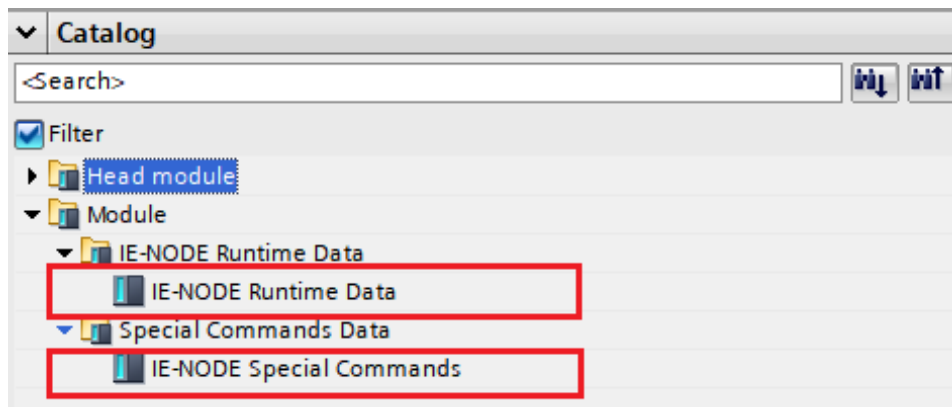 Catalog
<Search>
Filter
Head module
Module
IE-NODE Runtime Data
IE-NODE Runtime Data
Special Commands Data
IE-NODE Special Commands